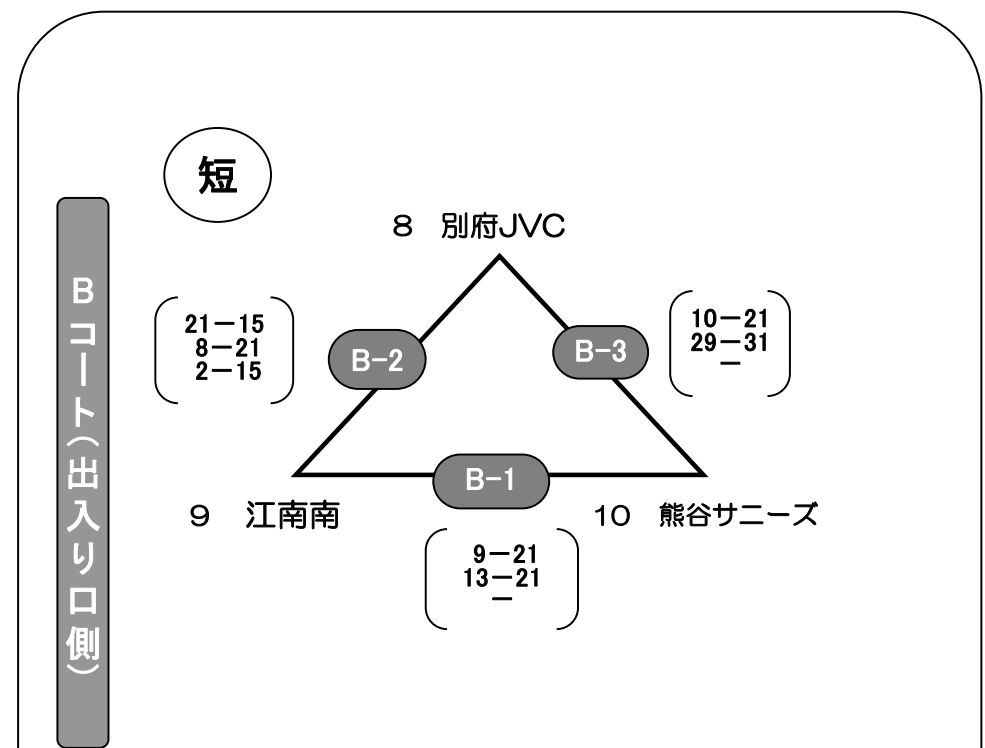 短
8 別府JVC
Bコート(出入り口側)
21－15
8－21
2－15
B-2
B-3
10－21
29－31
－
B-1
9 江南南
10 熊谷サニーズ
9－21
13－21
－